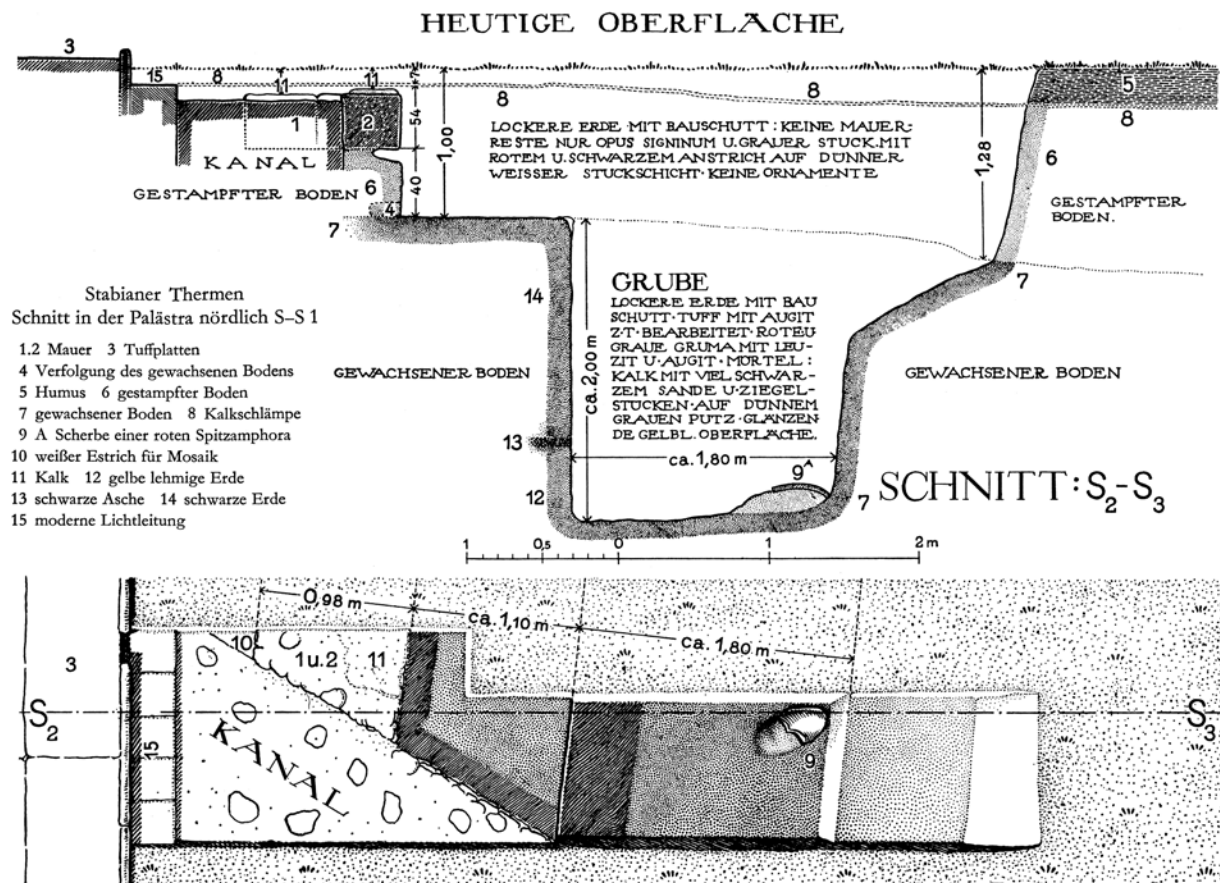 HEUTIGE OBERFLÄCHE
3
15
8
11
11
7
8
8
5
8
1
2
54
1,00
LOCKERE ERDE MIT BAUSCHUTT: KEINE MAUER-
RESTE NUR OPUS SIGNINUM U. GRAUER STUCK. MIT
ROTEM U. SCHWARZEM ANSTRICH AUF DÜNNER
WEISSER STUCKSCHICHT· KEINE ORNAMENTE
1,28
6
KANAL
GESTAMPFTER BODEN
6
40
4
7
GESTAMPFTER
BODEN.
7
Stabianer Thermen
Schnitt in der Palästra nördlich S–S 1
1.2 Mauer 3 Tuffplatten
4 Verfolgung des gewachsenen Bodens
5 Humus 6 gestampfter Boden
7 gewachsener Boden 8 Kalkschlämpe
9 A Scherbe einer roten Spitzamphora
10 weißer Estrich für Mosaik
11 Kalk 12 gelbe lehmige Erde
13 schwarze Asche 14 schwarze Erde
15 moderne Lichtleitung
14
GEWACHSENER BODEN
13
12
ca. 2,00 m
GRUBE
LOCKERE ERDE MIT BAU
SCHUTT· TUFF MIT AUGIT
Z·T· BEARBEITET· ROTEU
GRAUE GRUMA MIT LEU-
ZIT U· AUGIT· MÖRTEL:
KALK MIT VIEL SCHWAR-
ZEM SANDE U· ZIEGEL-
STÜCKEN· AUF DÜNNEM
GRAUEN PUTZ· GLÄNZEN
DE GELBL. OBERFLÄCHE.
ca. 1,80 m
9 A
7
GEWACHSENER BODEN
SCHNITT: S2-S3
1 0,5 0 1 2 m
0,98 m
ca. 1,10 m
ca. 1,80 m
3
10
1u.2
11
S2
S3
15
KANAL
9